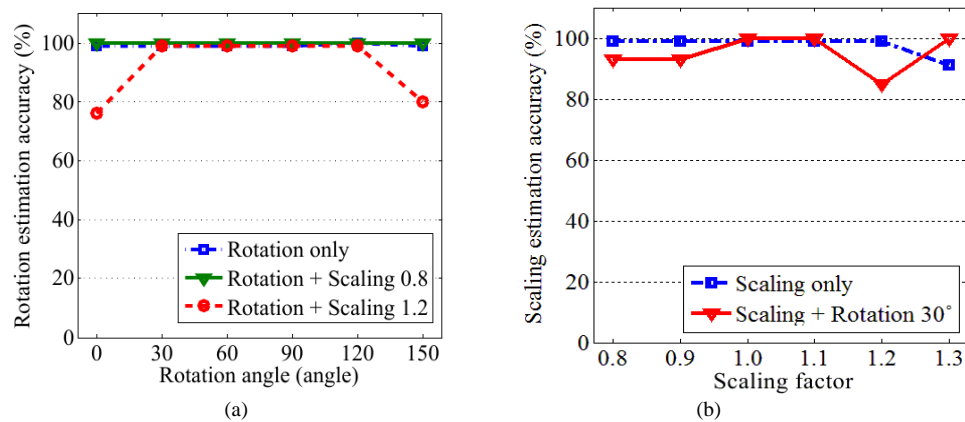 Rotation estimation accuracy (%)
100
80
60
40
20
0
Rotation only
Rotation + Scaling 0.8
Rotation + Scaling 1.2
0 30 60 90 120 150
Rotation angle (angle)
(a)
Scaling estimation accuracy (%)
100
80
60
40
20
0
Scaling only
Scaling + Rotation 30°
0.8 0.9 1.0 1.1 1.2 1.3
Scaling factor
(b)